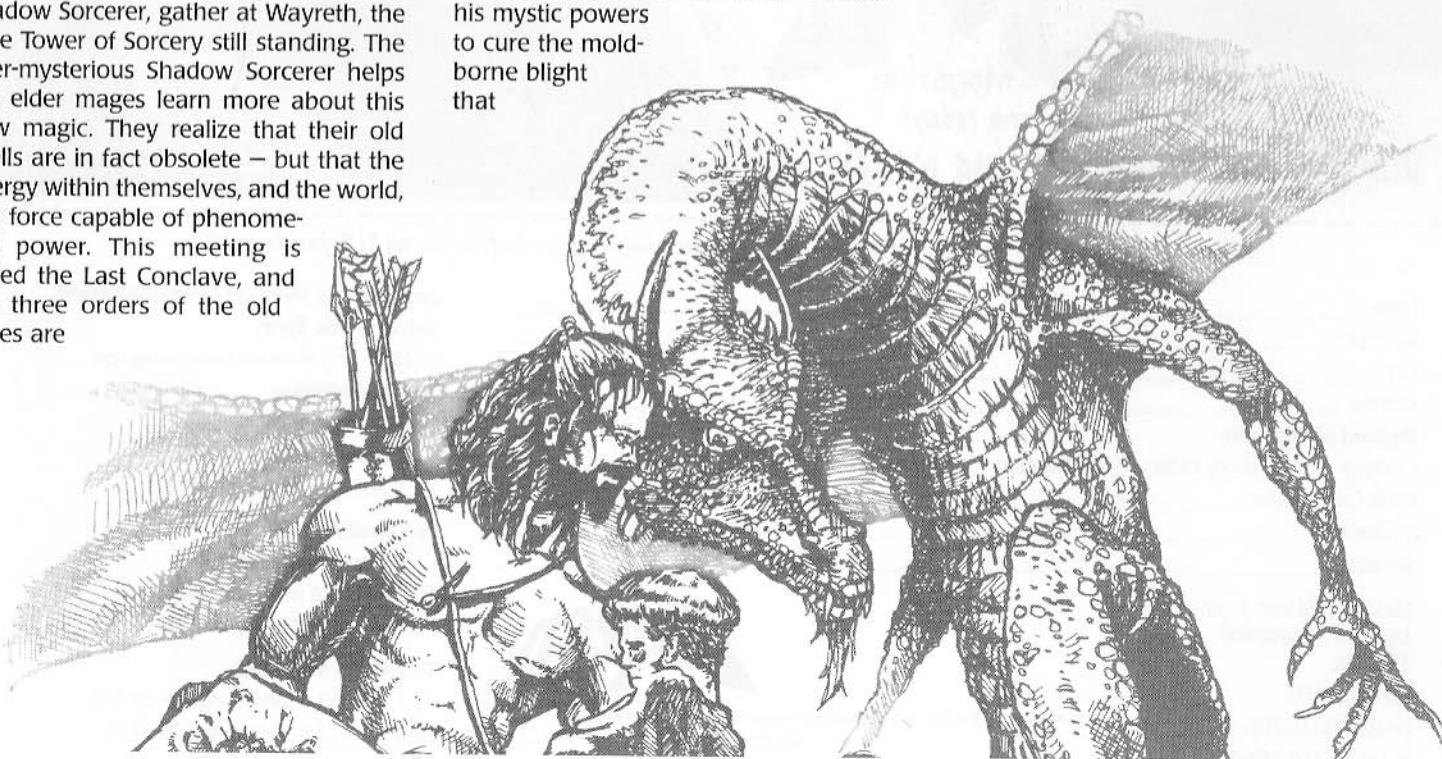 adow Sorcerer, gather at Wayreth, the
e Tower of Sorcery still standing. The
er-mysterious Shadow Sorcerer helps
elder mages learn more about this
w magic. They realize that their old
lls are in fact obsolete – but that the
ergy within themselves, and the world,
force capable of phenome-
power. This meeting is
ed the Last Conclave, and
three orders of the old
es are
his mystic powers
to cure the mold-
borne blight
that